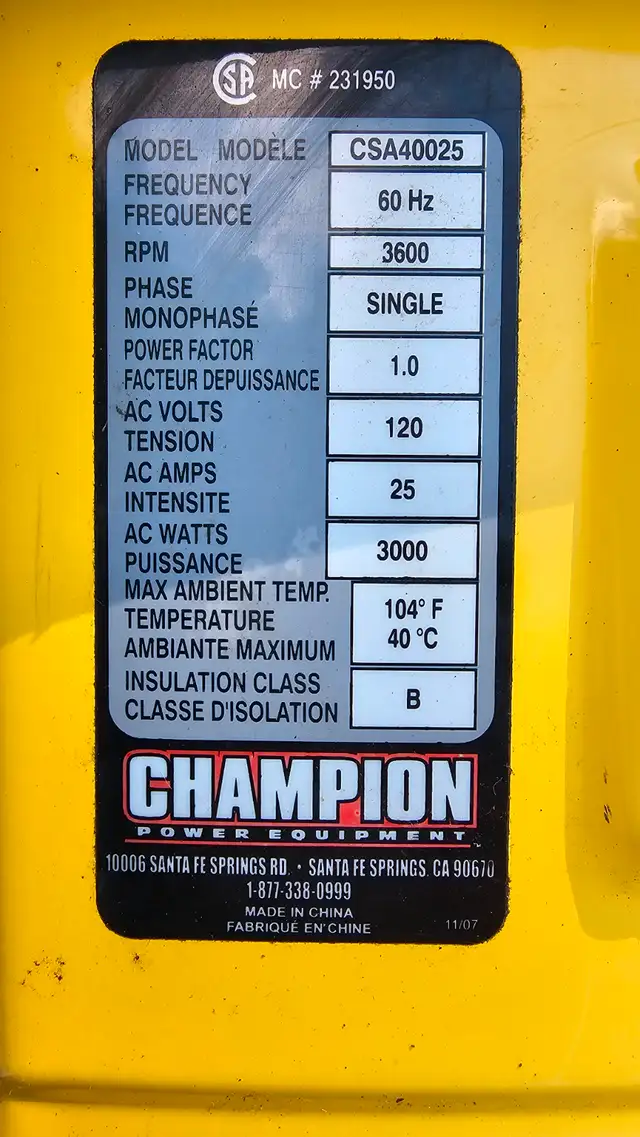 CSA MC # 231950
MODEL MODÈLE CSA40025
FREQUENCY
FREQUENCE 60 Hz
RPM 3600
PHASE
MONOPHASÉ SINGLE
POWER FACTOR
FACTEUR DEPUISSANCE 1.0
AC VOLTS
TENSION 120
AC AMPS
INTENSITE 25
AC WATTS
PUISSANCE 3000
MAX AMBIENT TEMP.
TEMPERATURE 104° F
AMBIANTE MAXIMUM 40 °C
INSULATION CLASS
CLASSE D'ISOLATION B
CHAMPION
POWER EQUIPMENT
10006 SANTA FE SPRINGS RD. • SANTA FE SPRINGS. CA 90670
1-877-338-0999
MADE IN CHINA
FABRIQUÉ EN CHINE 11/07